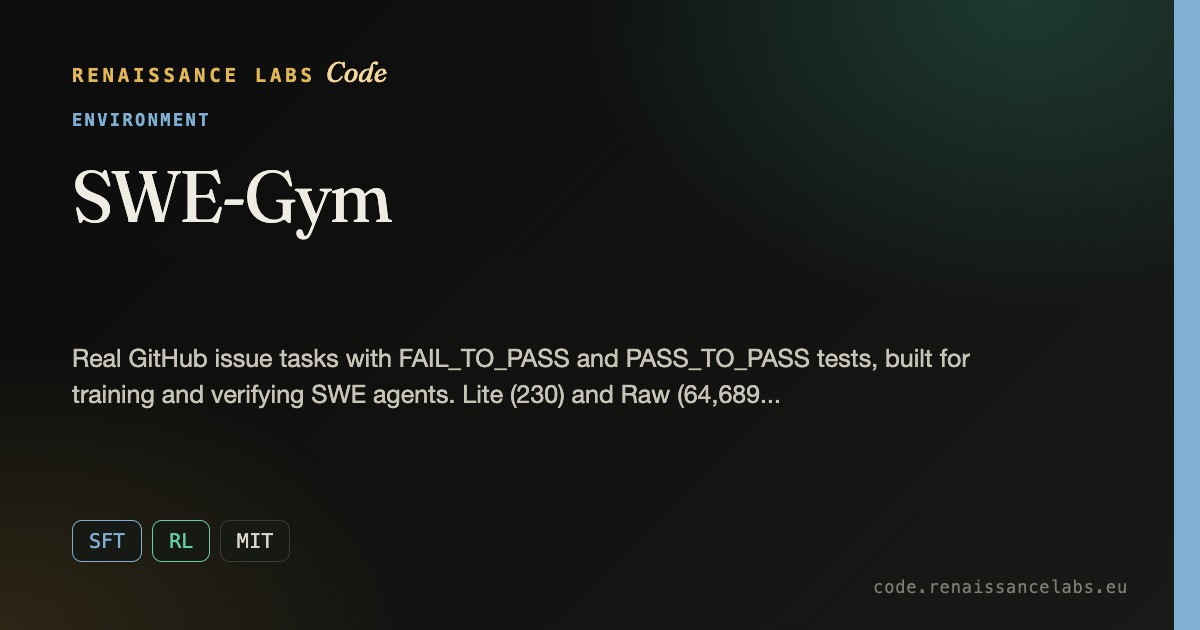 RENAISSANCE LABS Code
ENVIRONMENT
SWE-Gym
Real GitHub issue tasks with FAIL_TO_PASS and PASS_TO_PASS tests, built for
training and verifying SWE agents. Lite (230) and Raw (64,689...
SFT RL MIT
code.renaissancelabs.eu